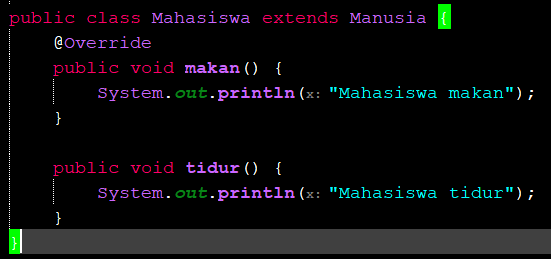 public class Mahasiswa extends Manusia {
@Override
public void makan() {
System.out.println(x: "Mahasiswa makan");
}
public void tidur() {
System.out.println(x: "Mahasiswa tidur");
}
}